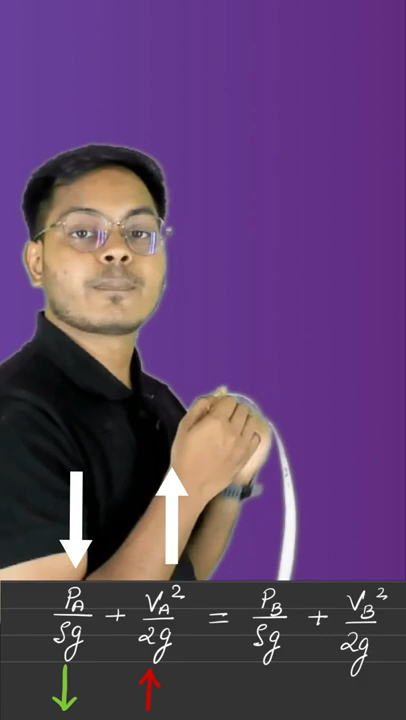 P_A/ρg + V_A²/2g = P_B/ρg + V_B²/2g